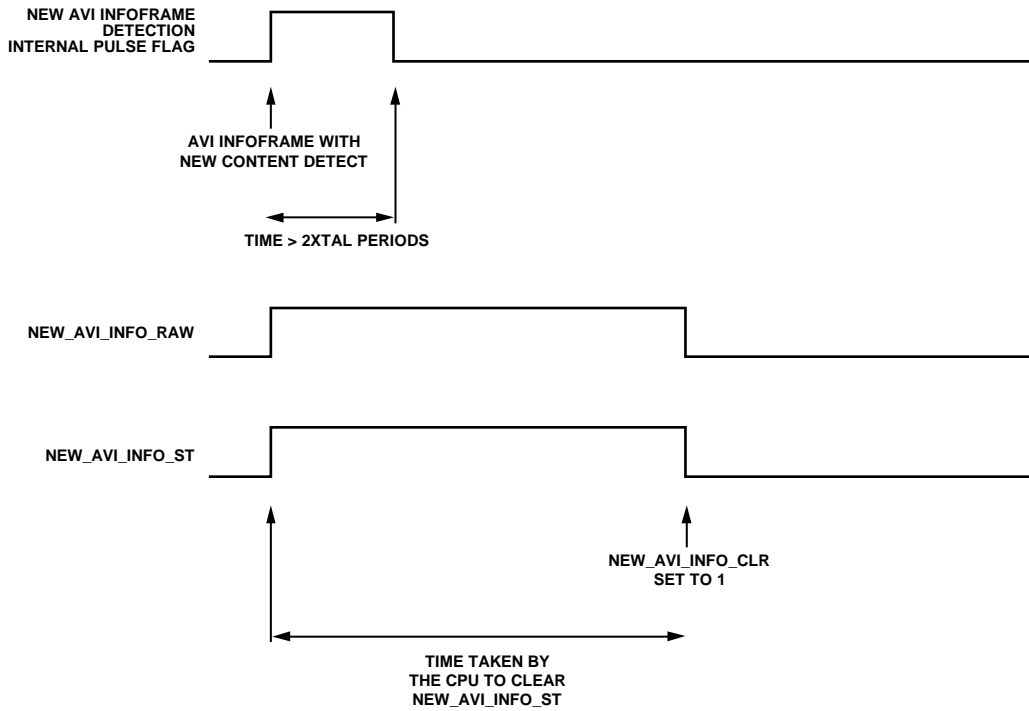 NEW AVI INFOFRAME
DETECTION
INTERNAL PULSE FLAG
AVI INFOFRAME WITH
NEW CONTENT DETECT
TIME > 2XTAL PERIODS
NEW_AVI_INFO_RAW
NEW_AVI_INFO_ST
NEW_AVI_INFO_CLR
SET TO 1
TIME TAKEN BY
THE CPU TO CLEAR
NEW_AVI_INFO_ST